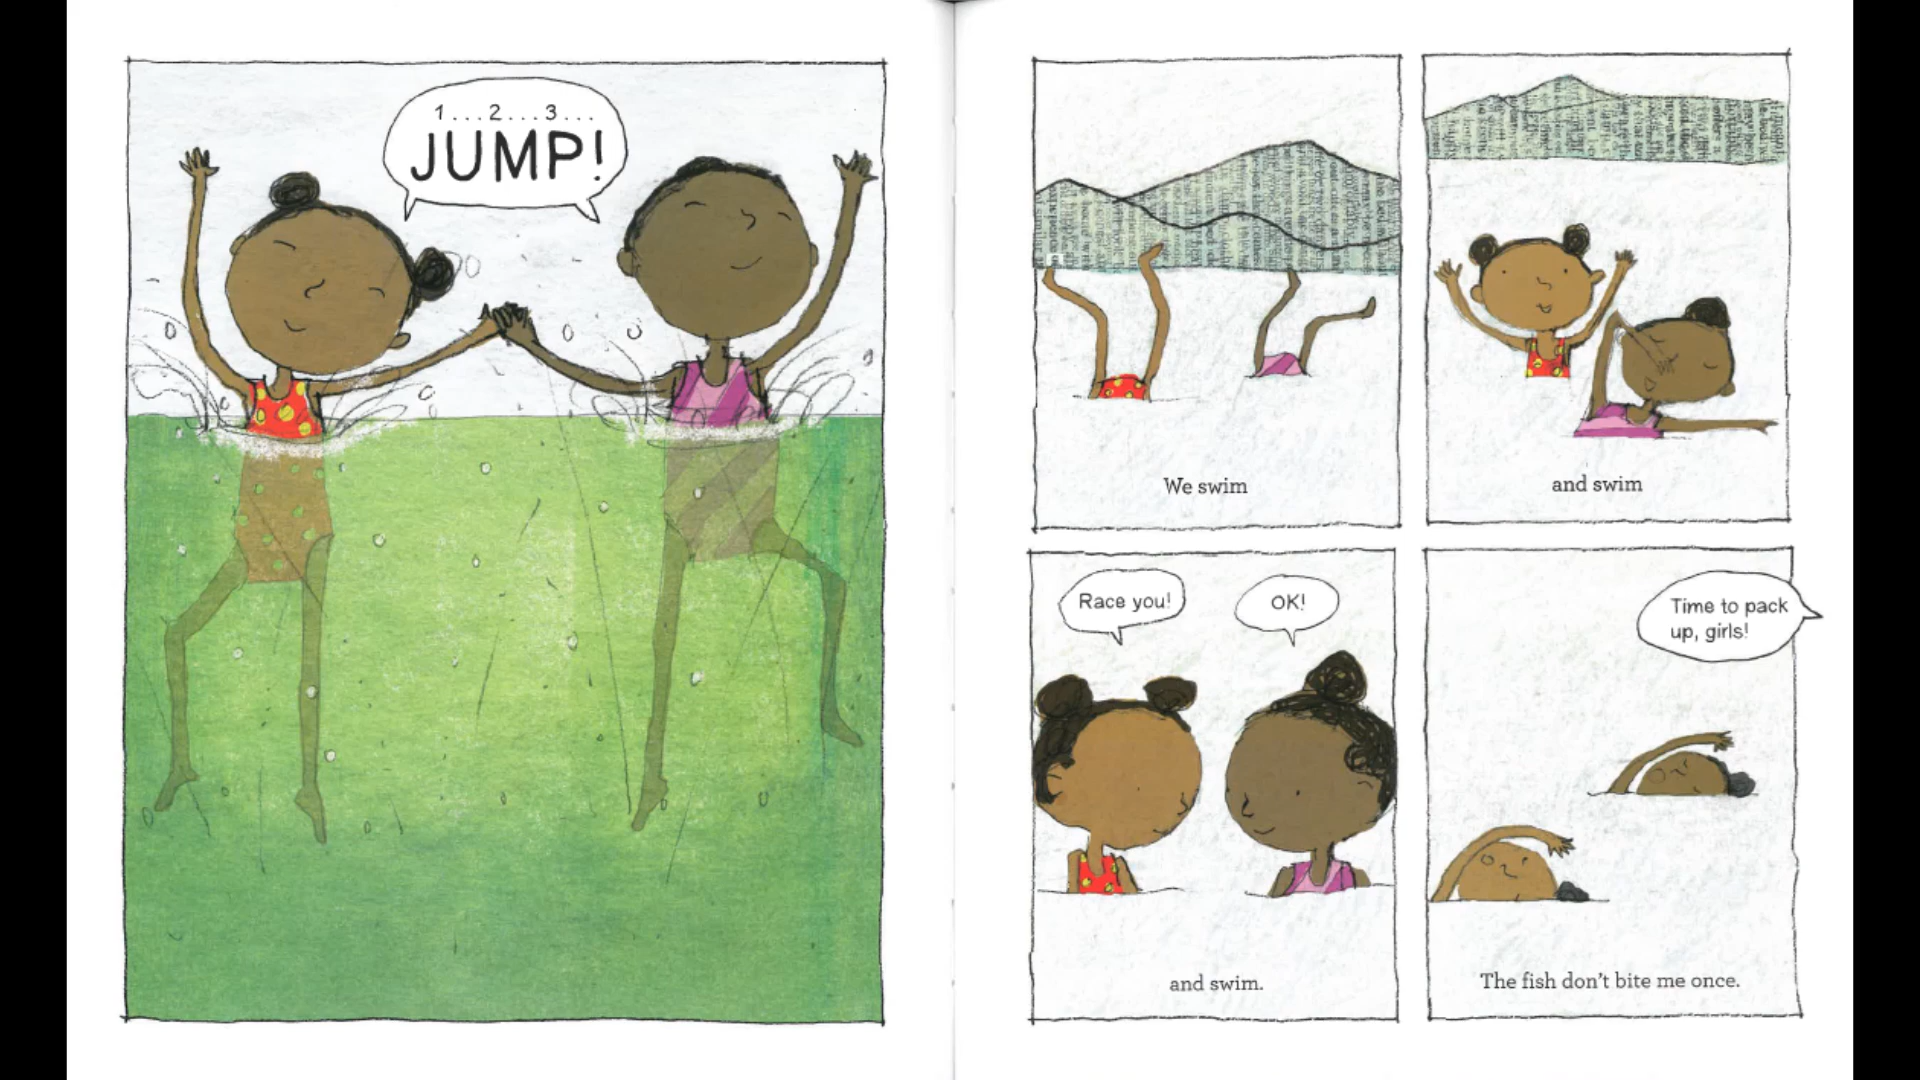 1...2...3...
JUMP!
We swim
and swim
Race you!
OK!
and swim.
Time to pack
up, girls!
The fish don't bite me once.